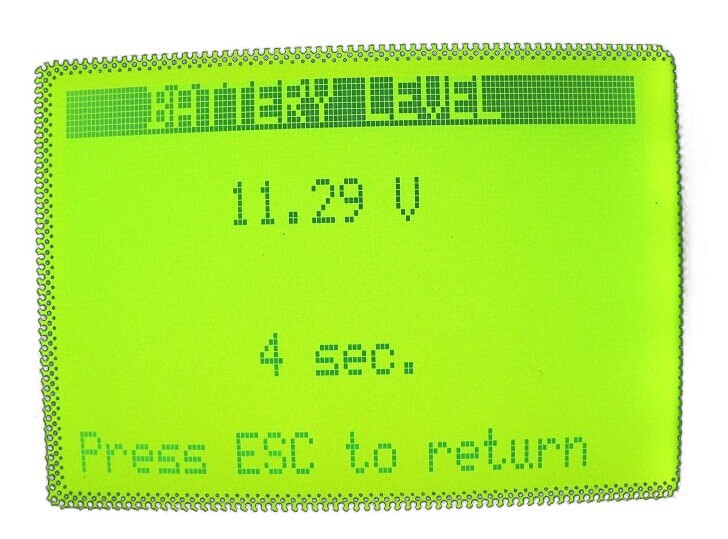 BATTERY LEVEL
11.29 V
4 sec.
Press ESC to return